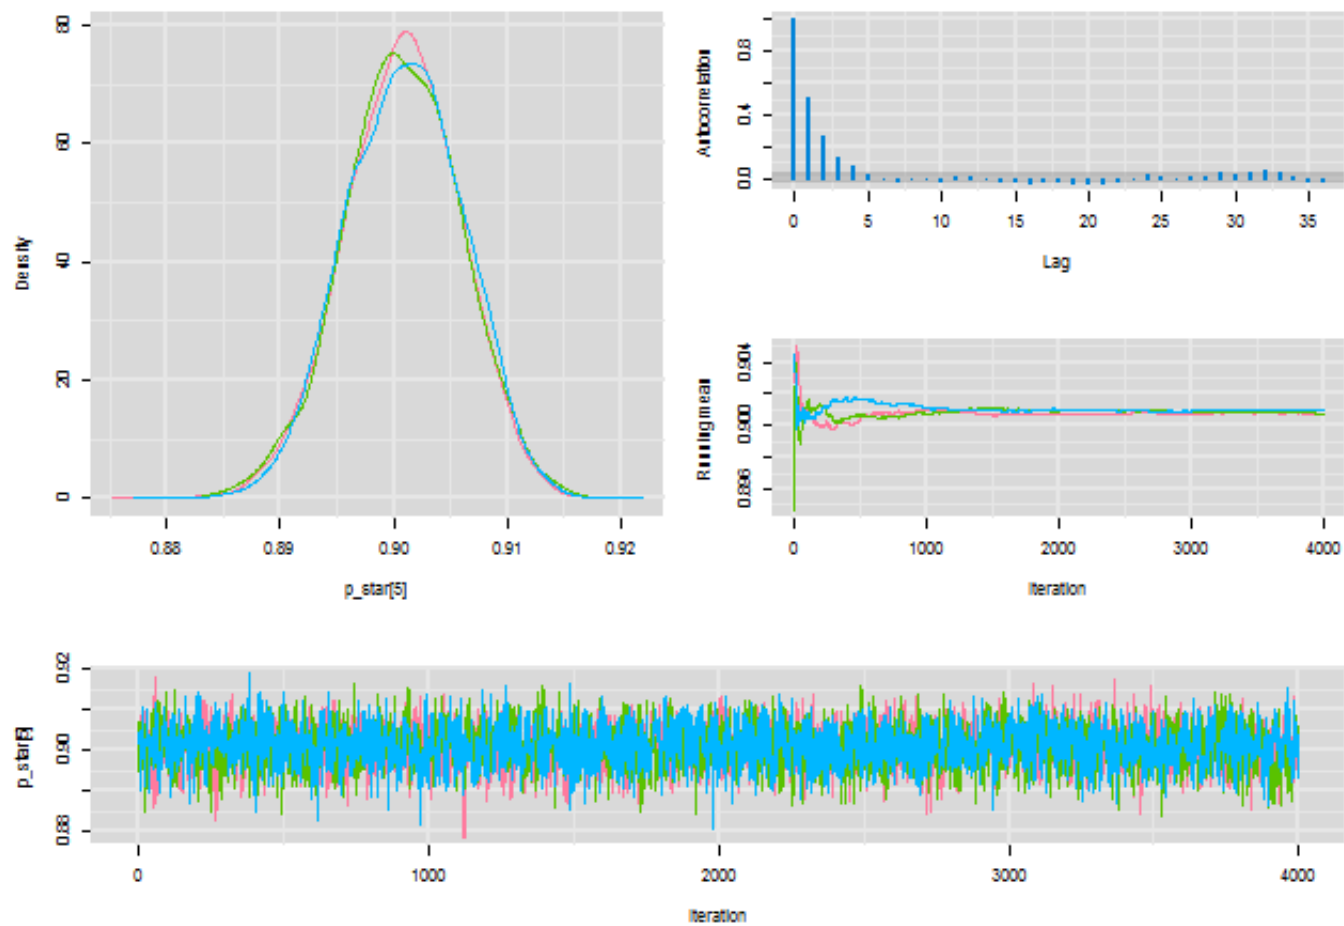 80
60
40
20
0
Density
0.88 0.89 0.90 0.91 0.92
p_star[5]
0.8
0.4
0.0
Autocorrelation
0 5 10 15 20 25 30 35
Lag
0.904
0.900
0.896
Running mean
0 1000 2000 3000 4000
Iteration
0.92
0.90
0.88
p_star[5]
0 1000 2000 3000 4000
Iteration